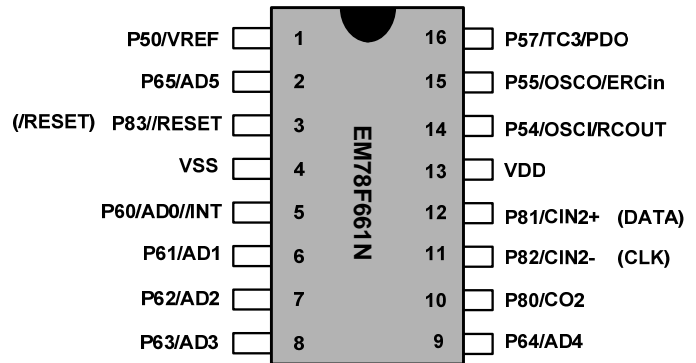 P50/VREF 1 16 P57/TC3/PDO
P65/AD5 2 15 P55/OSCO/ERCin
(/RESET) P83//RESET 3 14 P54/OSCI/RCOUT
VSS 4 13 VDD
P60/AD0//INT 5 12 P81/CIN2+ (DATA)
P61/AD1 6 11 P82/CIN2- (CLK)
P62/AD2 7 10 P80/CO2
P63/AD3 8 9 P64/AD4
EM78F661N